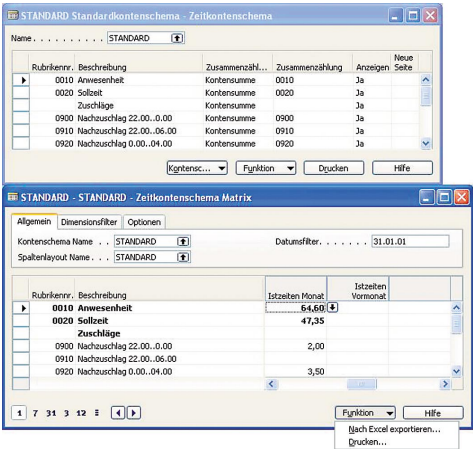 STANDARD Standardkontenschema - Zeitkontenschema
Name . . . . . . . . . . STANDARD
Rubrikennr. Beschreibung Zusammenzähl... Zusammenzählung Anzeigen Neue Seite
0010 Anwesenheit Kontensumme 0010 Ja
0020 Sollzeit Kontensumme 0020 Ja
Zuschläge Kontensumme Ja
0900 Nachzuschlag 22.00..0.00 Kontensumme 0900 Ja
0910 Nachzuschlag 22.00..06.00 Kontensumme 0910 Ja
0920 Nachzuschlag 0.00..04.00 Kontensumme 0920 Ja
Kontensc... Funktion Drucken Hilfe
STANDARD - STANDARD - Zeitkontenschema Matrix
Allgemein Dimensionsfilter Optionen
Kontenschema Name . . STANDARD Datumsfilter. . . . . . . 31.01.01
Spaltenlayout Name . . . STANDARD
Rubrikennr. Beschreibung Istzeiten Monat Istzeiten Vormonat
0010 Anwesenheit 64,60
0020 Sollzeit 47,35
Zuschläge
0900 Nachzuschlag 22.00..0.00 2,00
0910 Nachzuschlag 22.00..06.00
0920 Nachzuschlag 0.00..04.00 3,50
1 7 31 3 12 Funktion Hilfe
Nach Excel exportieren...
Drucken...